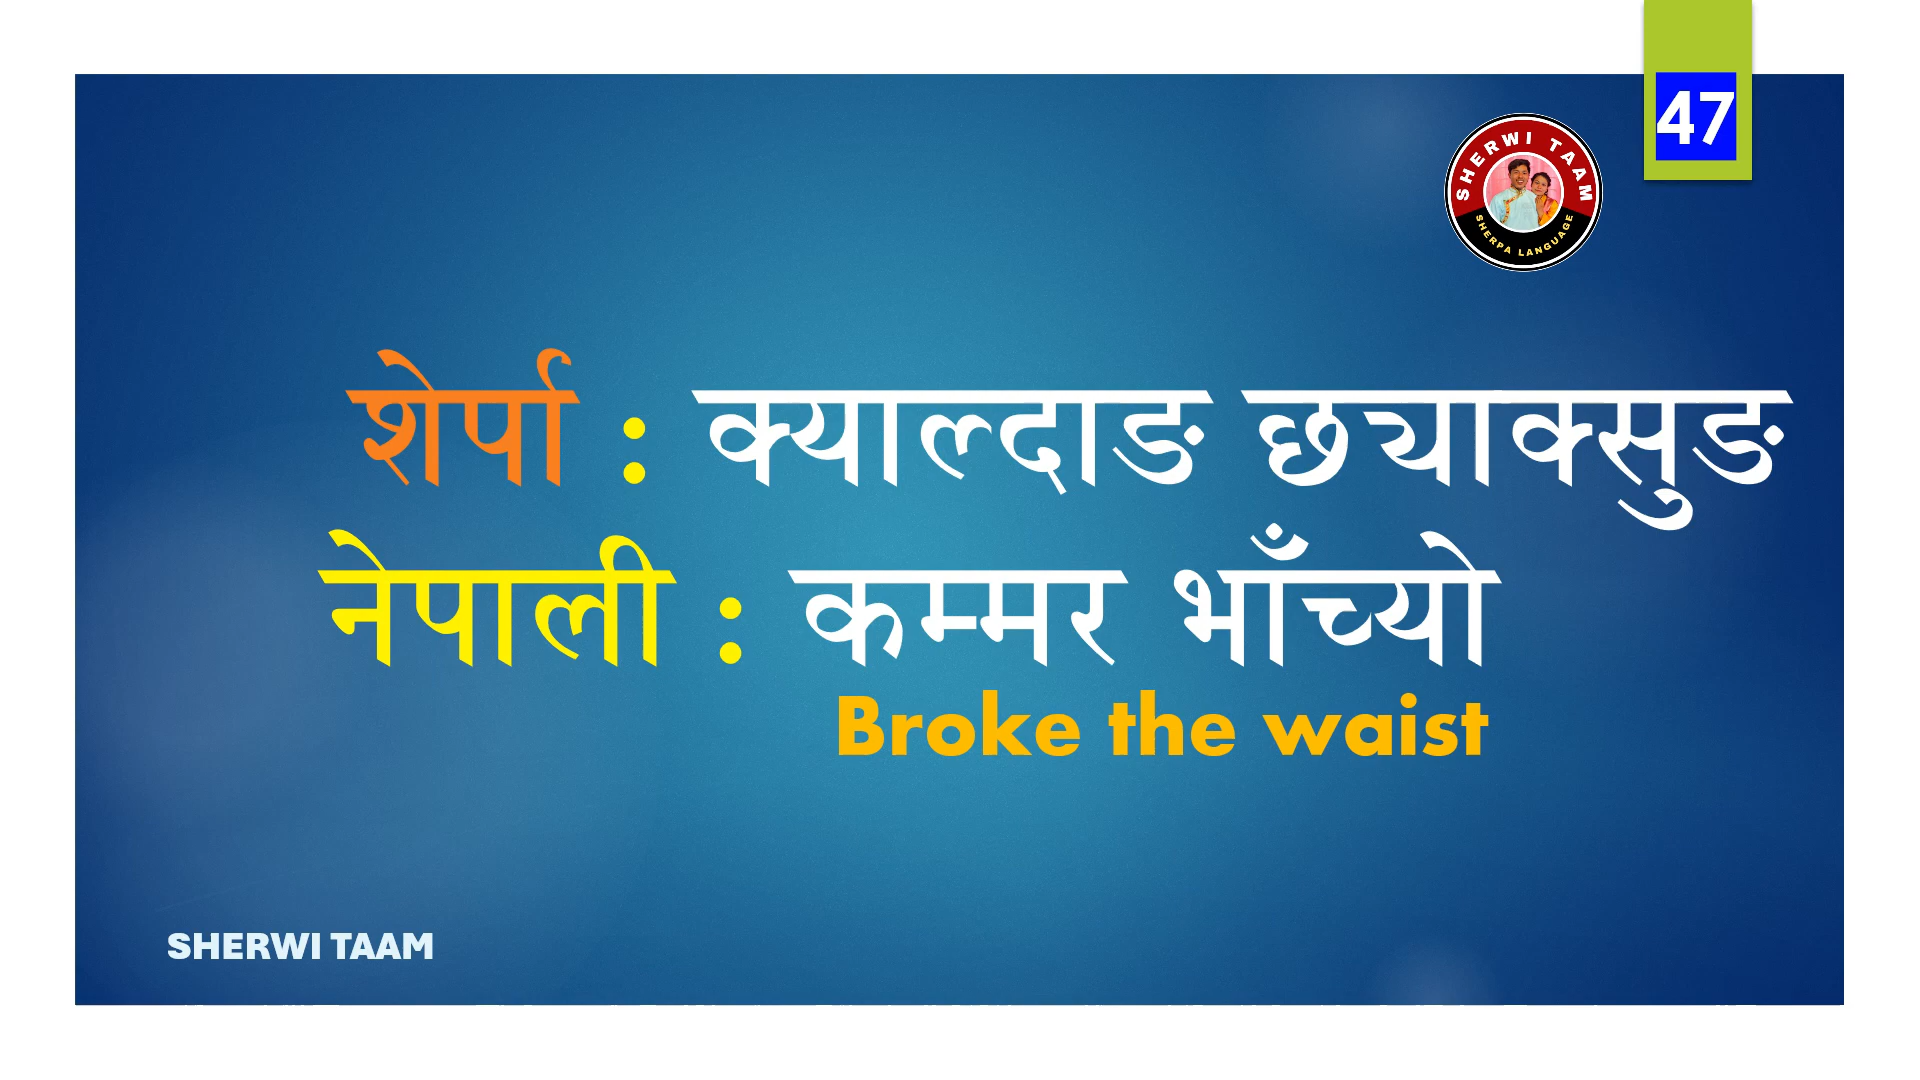 47
SHERWI TAAM
SHERPA LANGUAGE
शेर्पा : क्याल्दाङ छ्याक्सुङ
नेपाली : कम्मर भाँच्यो
Broke the waist
SHERWI TAAM